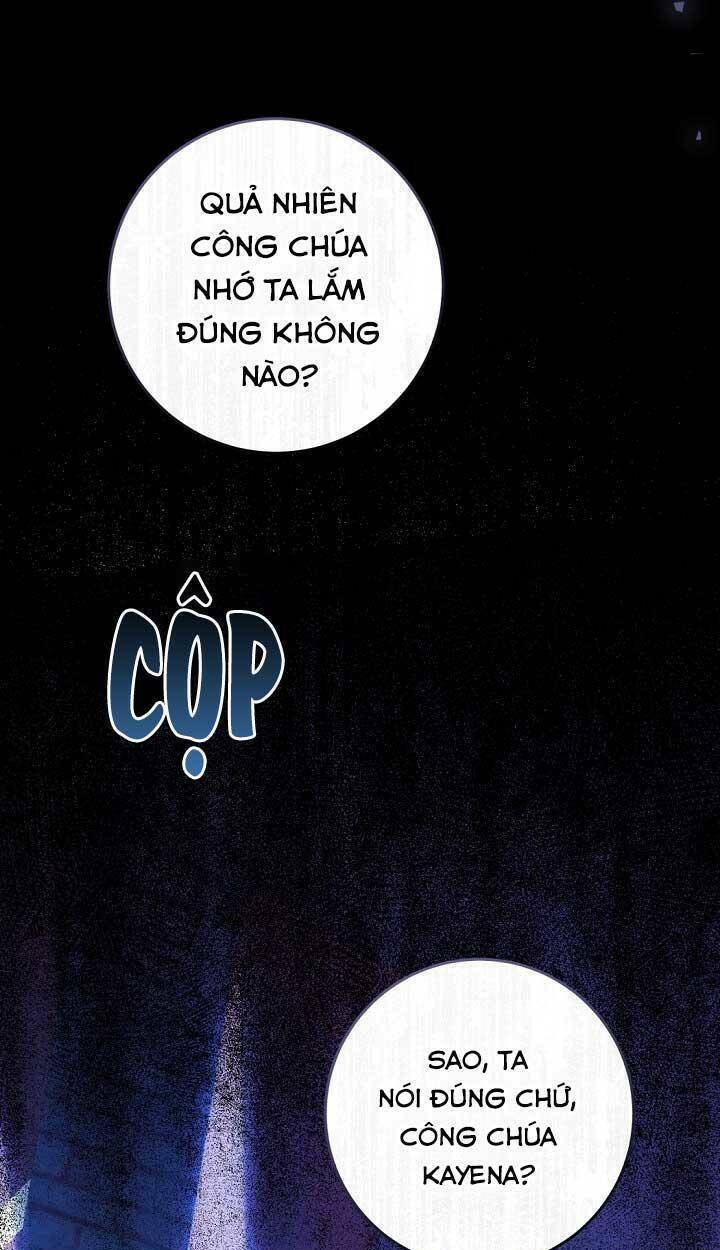 QUẢ NHIÊN
CÔNG CHÚA
NHỚ TA LẮM
ĐÚNG KHÔNG
NÀO?
CỘP
SAO, TA
NÓI ĐÚNG CHỨ,
CÔNG CHÚA
KAYENA?